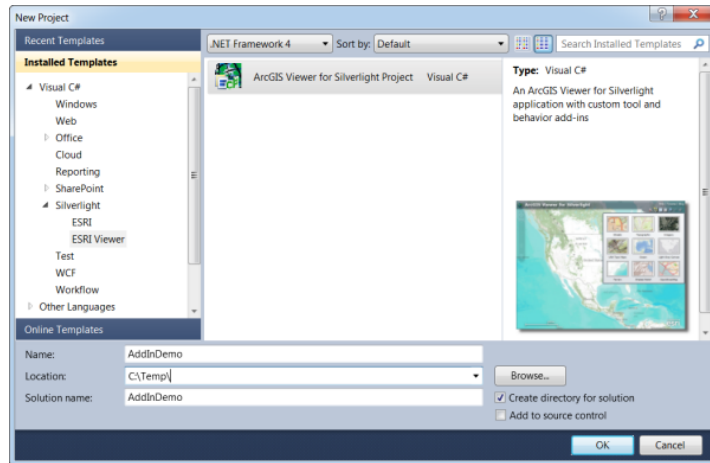 New Project
Recent Templates
Installed Templates
Visual C#
Windows
Web
Office
Cloud
Reporting
SharePoint
Silverlight
ESRI
ESRI Viewer
Test
WCF
Workflow
Other Languages
Online Templates
.NET Framework 4
Sort by: Default
Search Installed Templates
ArcGIS Viewer for Silverlight Project Visual C#
Type: Visual C#
An ArcGIS Viewer for Silverlight
application with custom tool and
behavior add-ins
ArcGIS Viewer for Silverlight
Name: AddInDemo
Location: C:\Temp\
Browse...
Solution name: AddInDemo
Create directory for solution
Add to source control
OK Cancel